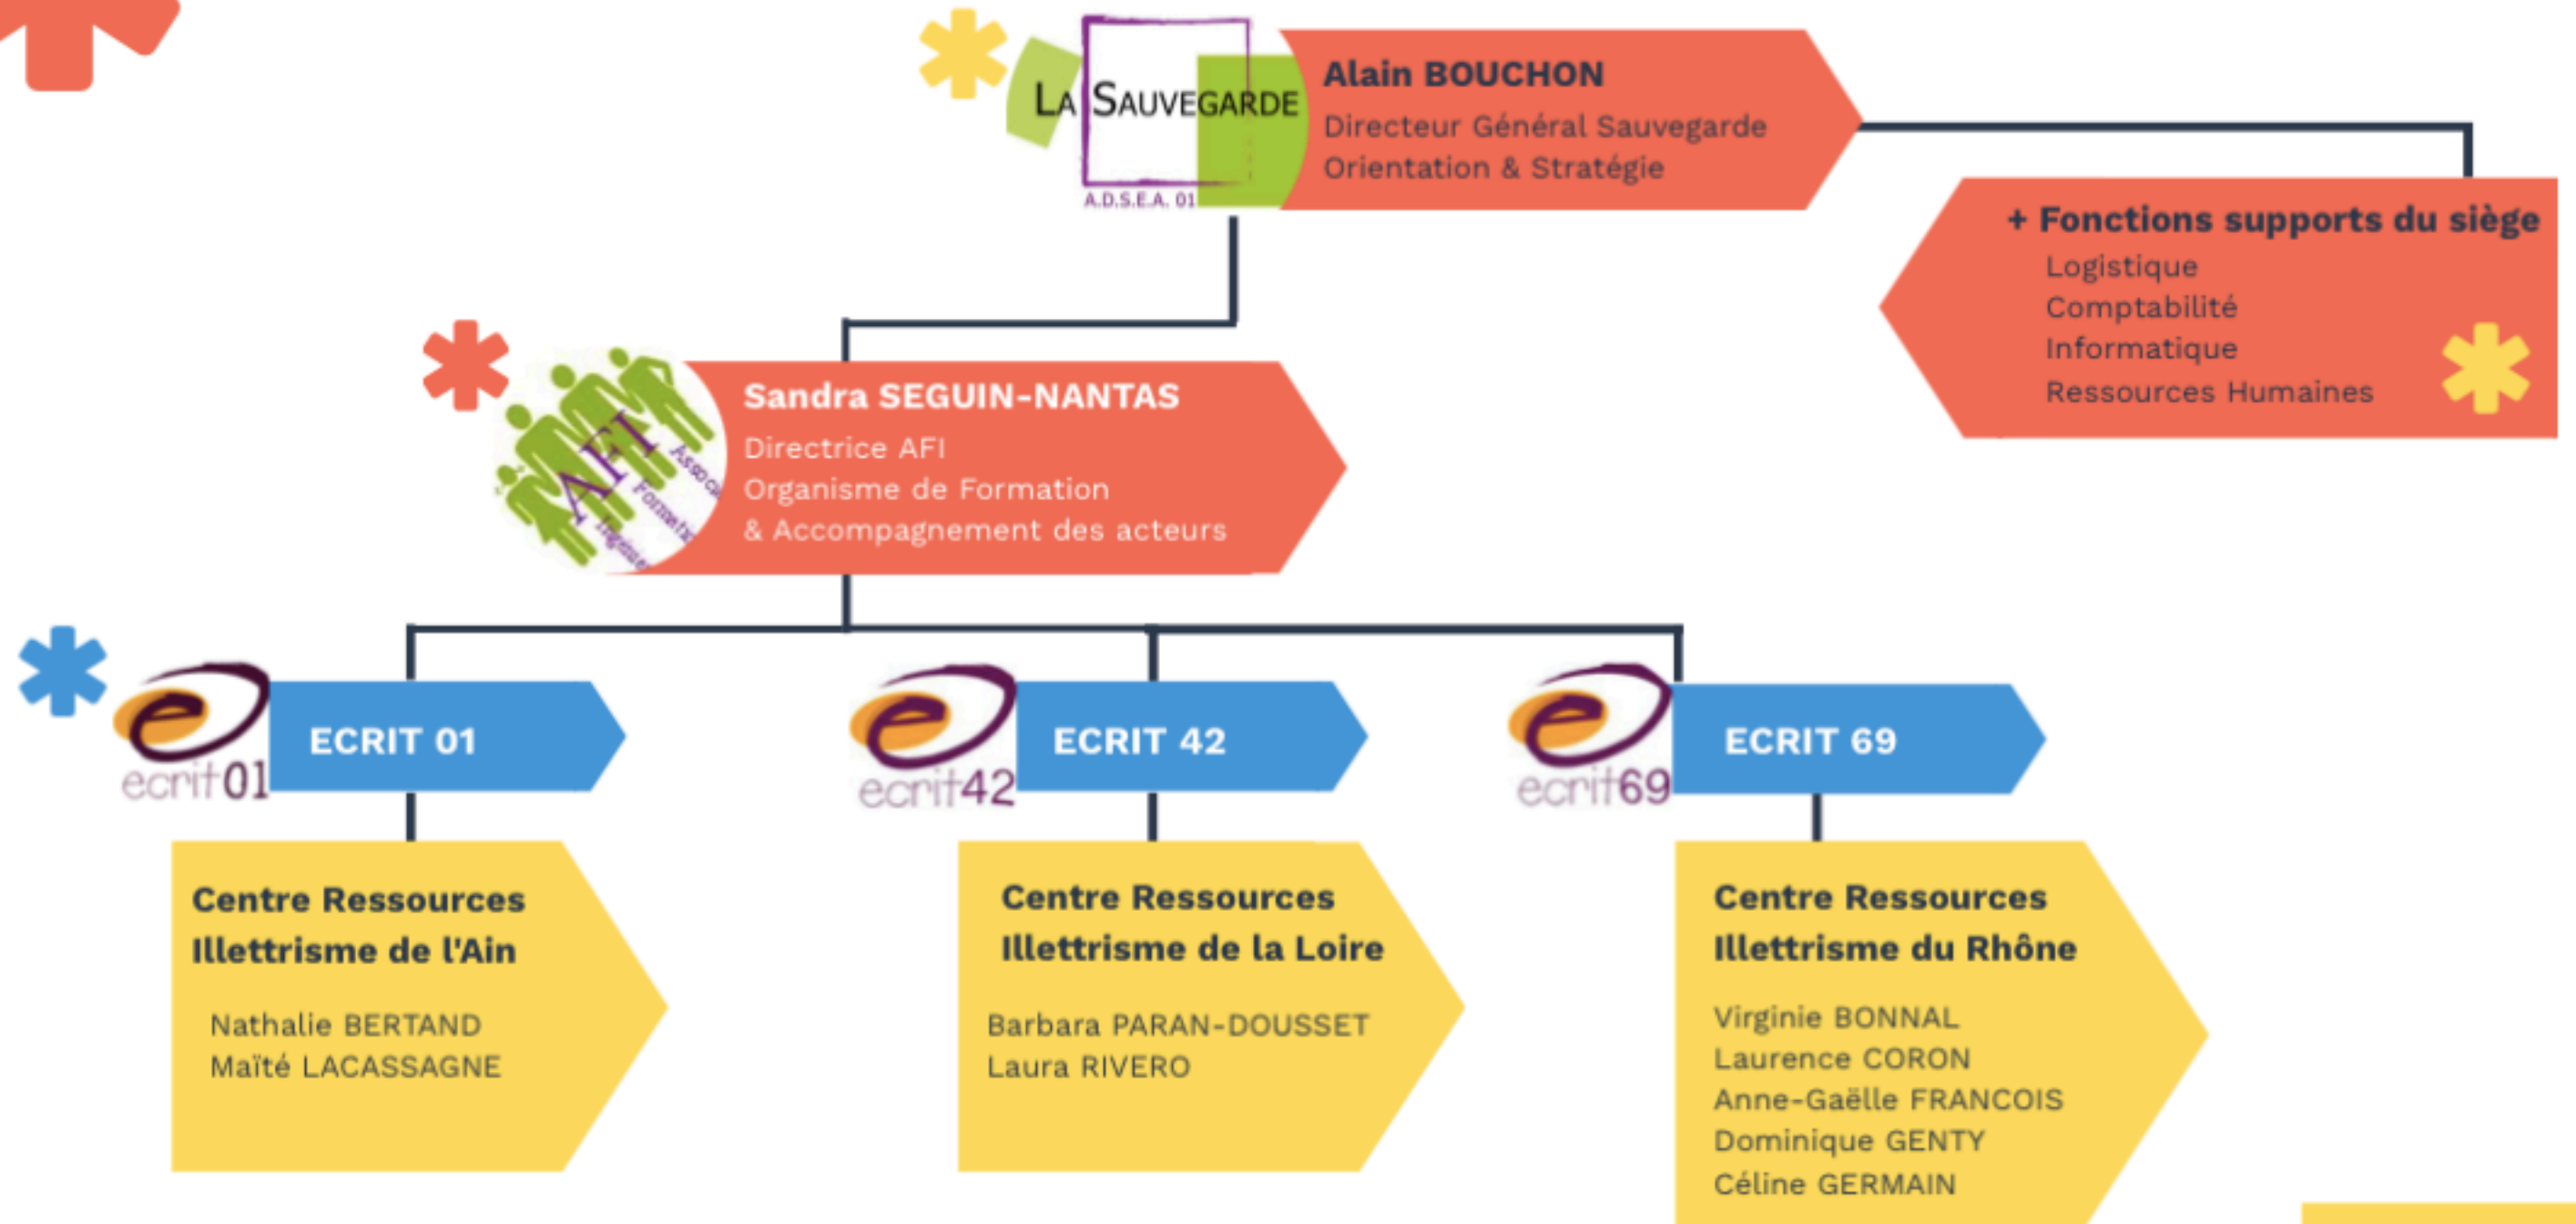 LA SAUVEGARDE
A.D.S.E.A. 01
Alain BOUCHON
Directeur Général Sauvegarde
Orientation & Stratégie
+ Fonctions supports du siège
Logistique
Comptabilité
Informatique
Ressources Humaines
AFI
Sandra SEGUIN-NANTAS
Directrice AFI
Organisme de Formation
& Accompagnement des acteurs
ecrit01
ECRIT 01
ecrit42
ECRIT 42
ecrit69
ECRIT 69
Centre Ressources
Illettrisme de l'Ain
Nathalie BERTAND
Maïté LACASSAGNE
Centre Ressources
Illettrisme de la Loire
Barbara PARAN-DOUSSET
Laura RIVERO
Centre Ressources
Illettrisme du Rhône
Virginie BONNAL
Laurence CORON
Anne-Gaëlle FRANCOIS
Dominique GENTY
Céline GERMAIN